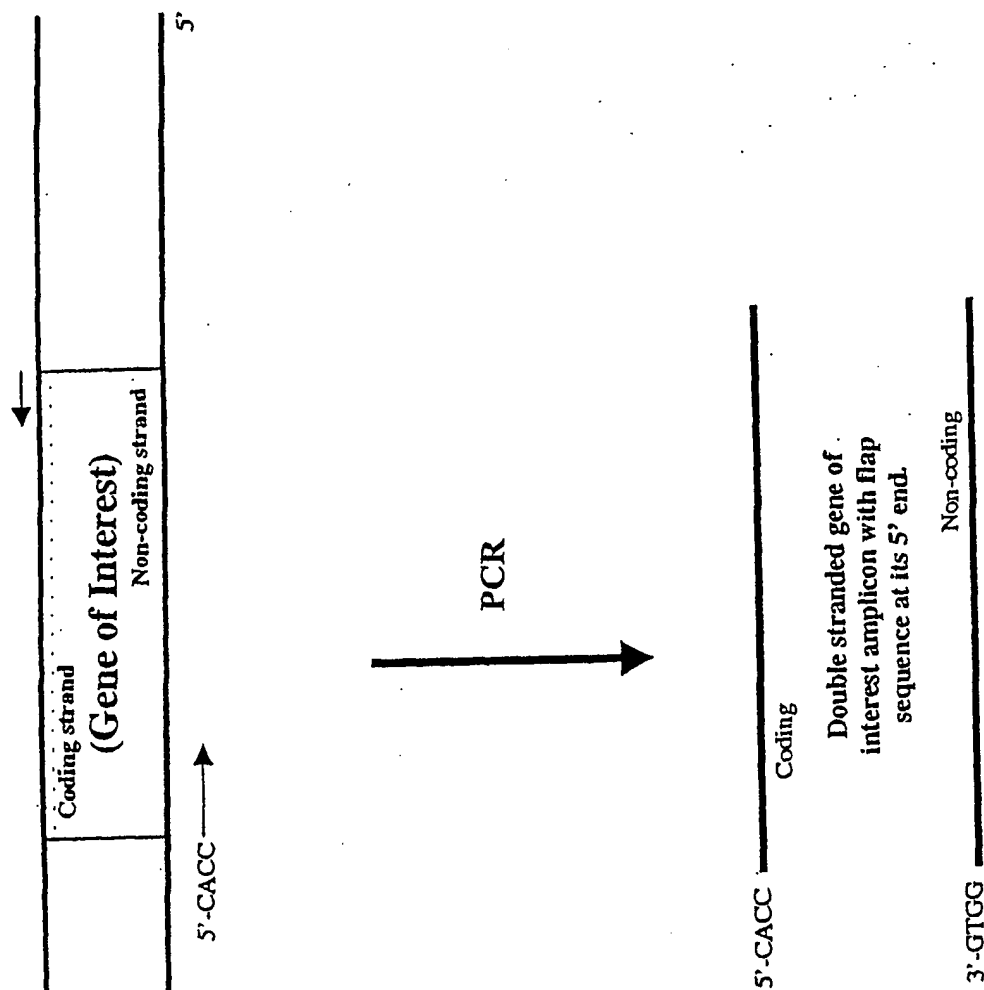 5'
Coding strand
(Gene of Interest)
Non-coding strand
5'-CACC
PCR
5'-CACC
Coding
Double stranded gene of
interest amplicon with flap
sequence at its 5' end.
Non-coding
3'-GTGG